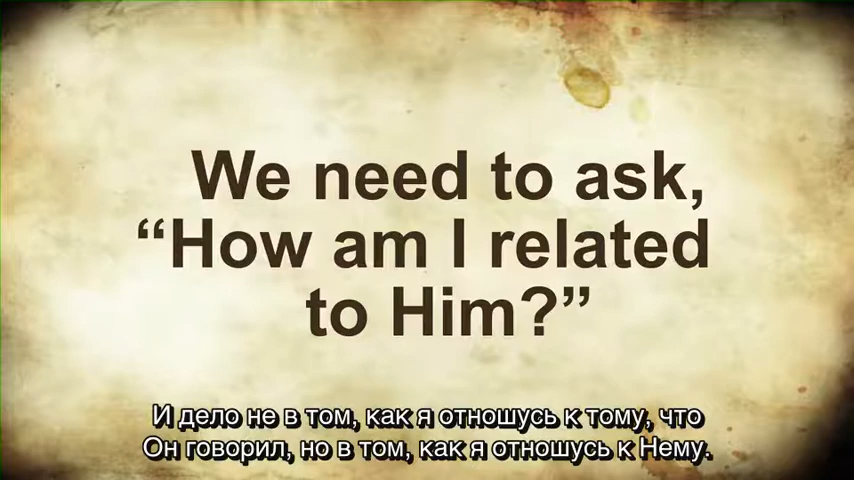 We need to ask,
“How am I related
to Him?”
И дело не в том, как я отношусь к тому, что
Он говорил, но в том, как я отношусь к Нему.